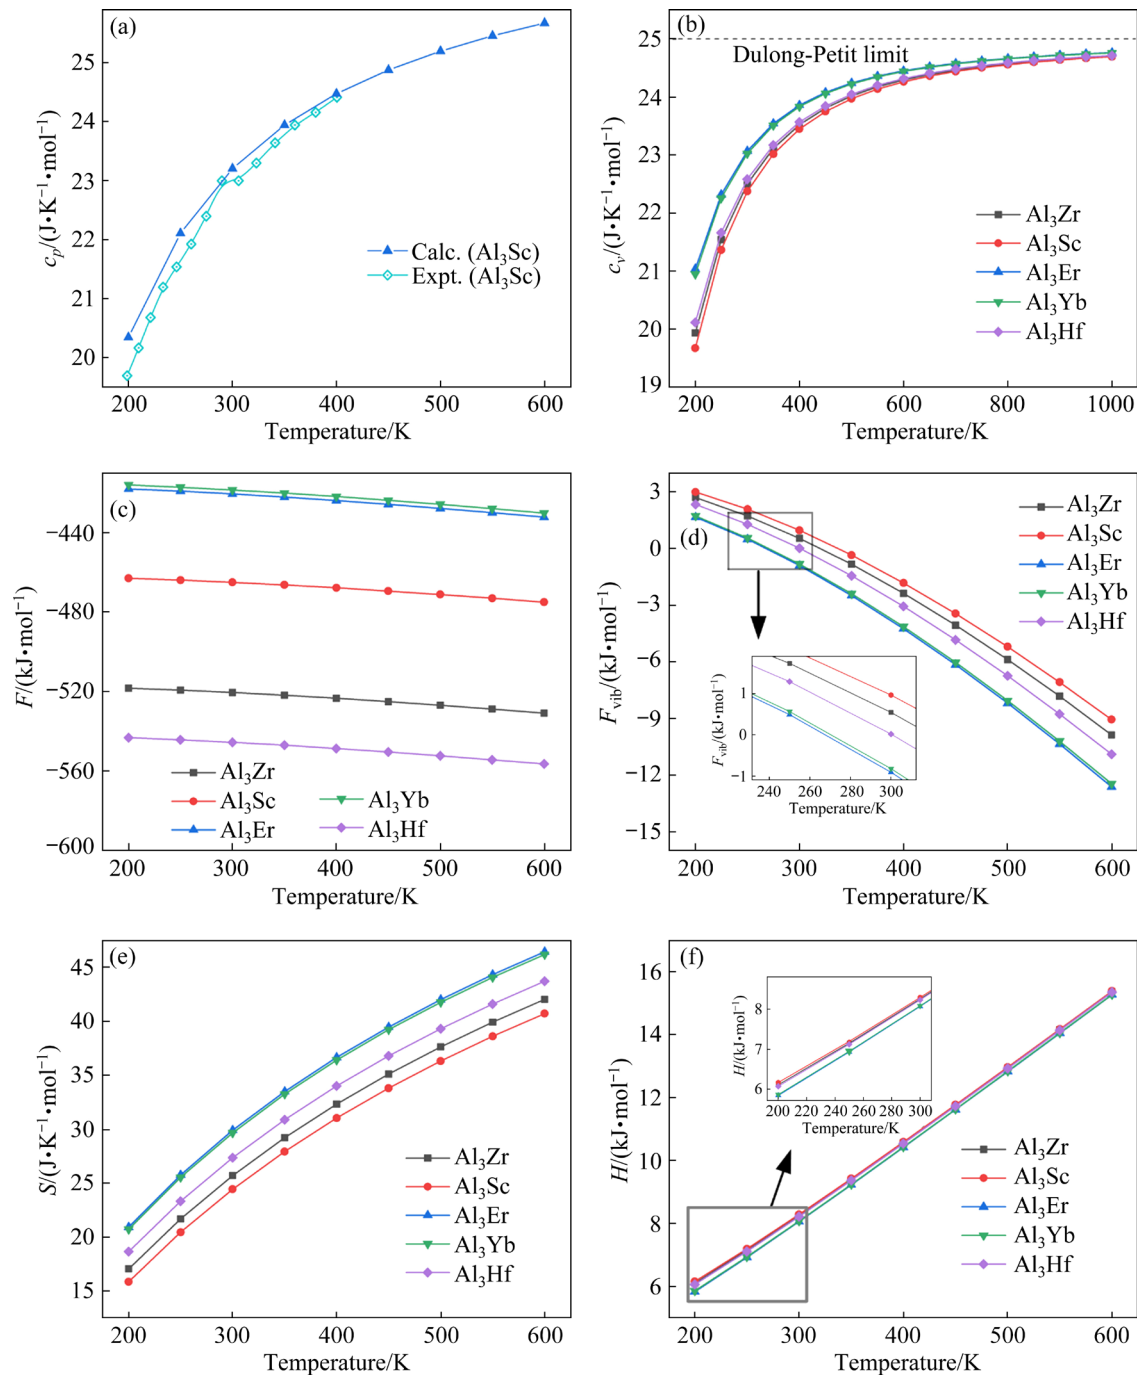 (a)
25
24
23
22
21
20
cₚ/(J•K⁻¹•mol⁻¹)
Calc. (Al₃Sc)
Expt. (Al₃Sc)
200 300 400 500 600
Temperature/K
(b)
25
24
23
22
21
20
19
Dulong-Petit limit
cᵥ/(J•K⁻¹•mol⁻¹)
Al₃Zr
Al₃Sc
Al₃Er
Al₃Yb
Al₃Hf
200 400 600 800 1000
Temperature/K
(c)
−440
−480
−520
−560
−600
F/(kJ•mol⁻¹)
Al₃Zr
Al₃Sc Al₃Yb
Al₃Er Al₃Hf
200 300 400 500 600
Temperature/K
(d)
3
0
−3
−6
−9
−12
−15
F_vib/(kJ•mol⁻¹)
Al₃Zr
Al₃Sc
Al₃Er
Al₃Yb
Al₃Hf
1
0
−1
F_vib/(kJ•mol⁻¹)
240 260 280 300
Temperature/K
200 300 400 500 600
Temperature/K
(e)
45
40
35
30
25
20
15
S/(J•K⁻¹•mol⁻¹)
Al₃Zr
Al₃Sc
Al₃Er
Al₃Yb
Al₃Hf
200 300 400 500 600
Temperature/K
(f)
16
14
12
10
8
6
H/(kJ•mol⁻¹)
8
7
6
H/(kJ•mol⁻¹)
200 220 240 260 280 300
Temperature/K
Al₃Zr
Al₃Sc
Al₃Er
Al₃Yb
Al₃Hf
200 300 400 500 600
Temperature/K